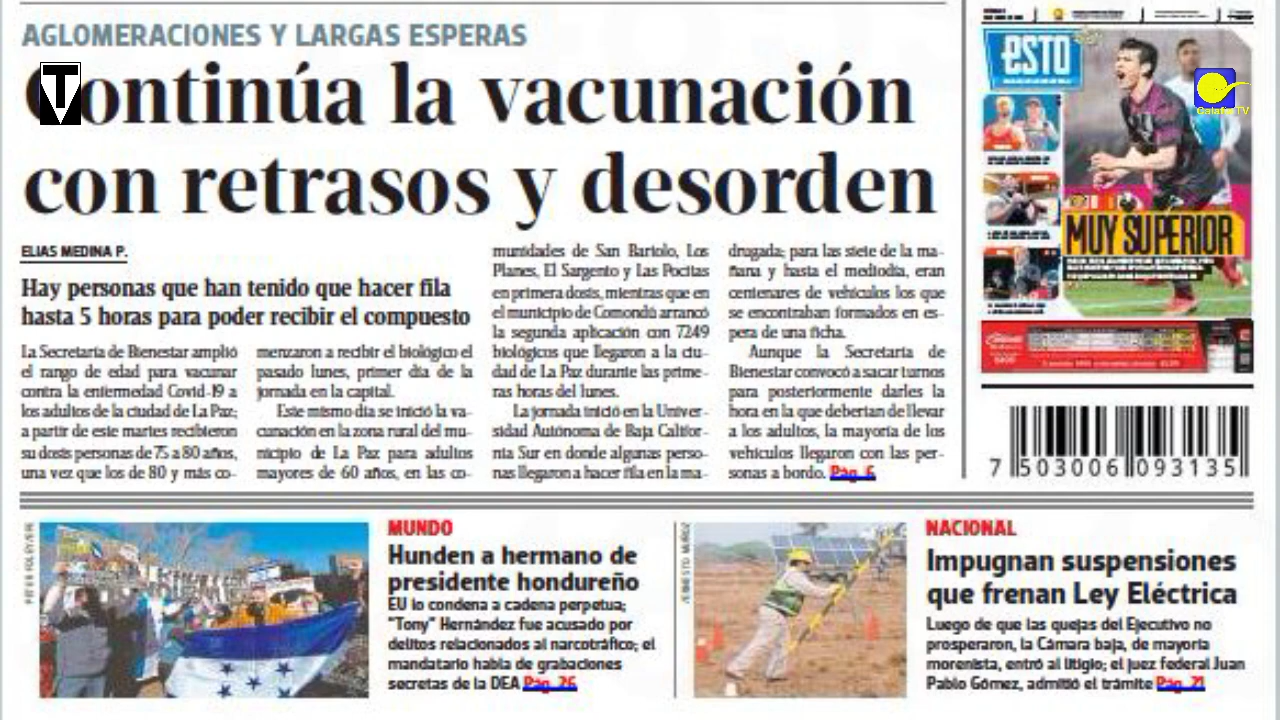 AGLOMERACIONES Y LARGAS ESPERAS
Continúa la vacunación
con retrasos y desorden
ELIAS MEDINA P.
Hay personas que han tenido que hacer fila
hasta 5 horas para poder recibir el compuesto
La Secretaría de Bienestar amplió
el rango de edad para vacunar
contra la enfermedad Covid-19 a
los adultos de la ciudad de La Paz;
a partir de este martes recibieron
su dosis personas de 75 a 80 años,
una vez que los de 80 y más co-
menzaron a recibir el biológico el
pasado lunes, primer día de la
jornada en la capital.
Este mismo día se inició la va-
cunación en la zona rural del mu-
nicipio de La Paz para adultos
mayores de 60 años, en las co-
munidades de San Bartolo, Los
Planes, El Sargento y Las Pocitas
en primera dosis, mientras que en
el municipio de Comondú arrancó
la segunda aplicación con 7249
biológicos que llegaron a la ciu-
dad de La Paz durante las prime-
ras horas del lunes.
La jornada inició en la Univer-
sidad Autónoma de Baja Califor-
nia Sur en donde algunas perso-
nas llegaron a hacer fila en la ma-
drugada; para las siete de la ma-
ñana y hasta el mediodía, eran
centenares de vehículos los que
se encontraban formados en es-
pera de una ficha.
Aunque la Secretaría de
Bienestar convocó a sacar turnos
para posteriormente darles la
hora en la que deberían de llevar
a los adultos, la mayoría de los
vehículos llegaron con las per-
sonas a bordo. Pág. 6
esto
Calafia TV
MUY SUPERIOR
7 503006 093135
MUNDO
Hunden a hermano de
presidente hondureño
EU lo condena a cadena perpetua;
"Tony" Hernández fue acusado por
delitos relacionados al narcotráfico; el
mandatario habla de grabaciones
secretas de la DEA Pág. 26
NACIONAL
Impugnan suspensiones
que frenan Ley Eléctrica
Luego de que las quejas del Ejecutivo no
prosperaron, la Cámara baja, de mayoría
morenista, entró al litigio; el juez federal Juan
Pablo Gómez, admitió el trámite Pág. 21